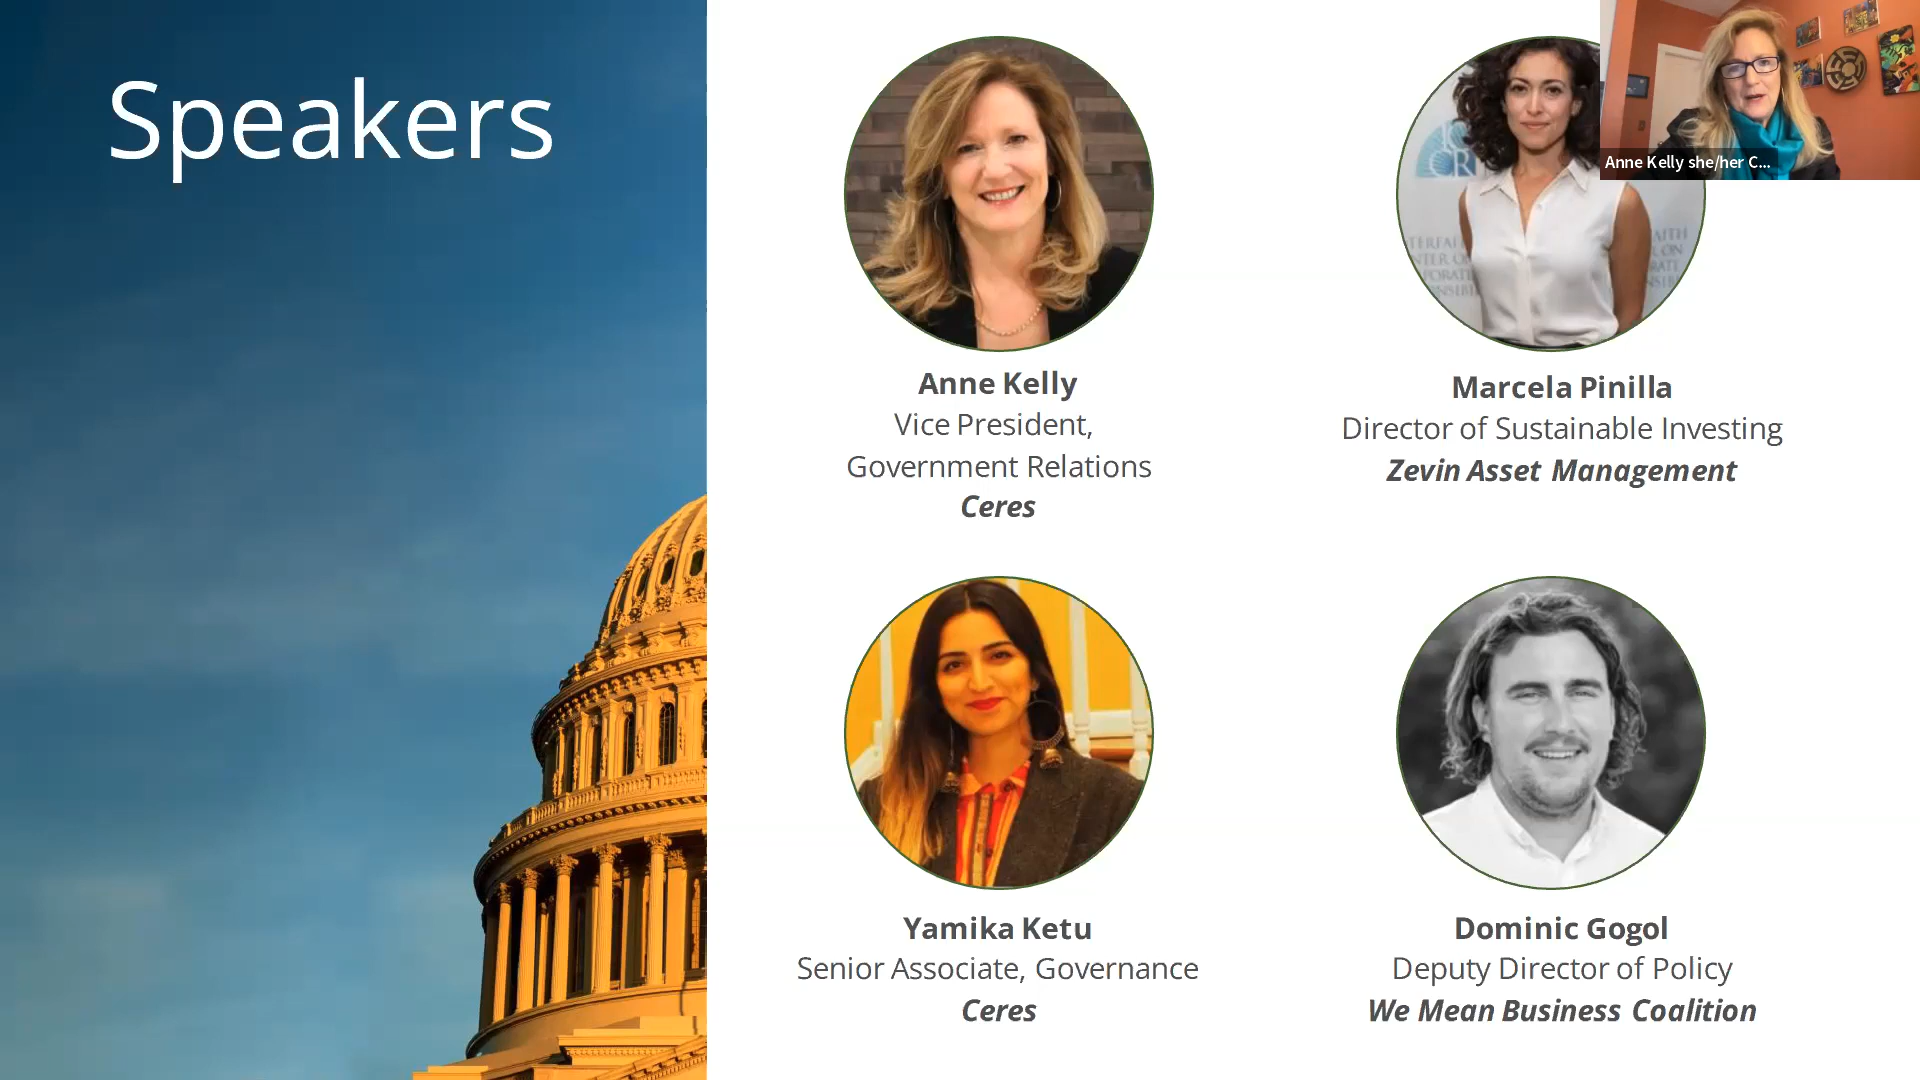 Speakers
Anne Kelly
Vice President,
Government Relations
Ceres
Marcela Pinilla
Director of Sustainable Investing
Zevin Asset Management
Anne Kelly she/her C...
Yamika Ketu
Senior Associate, Governance
Ceres
Dominic Gogol
Deputy Director of Policy
We Mean Business Coalition